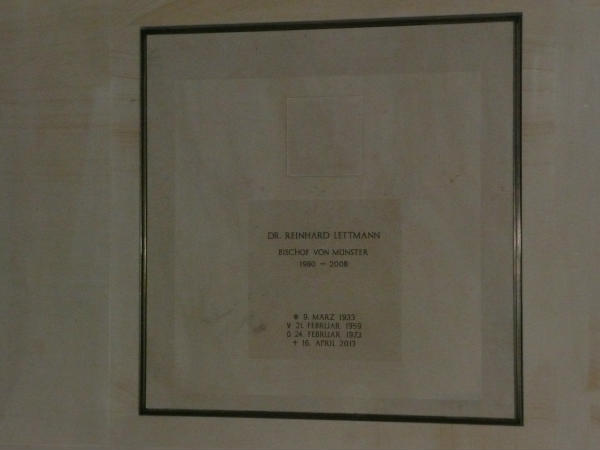 DR. REINHARD LETTMANN
BISCHOF VON MÜNSTER
1980 – 2008
✵ 9. MÄRZ 1933
V 21. FEBRUAR 1959
O 24. FEBRUAR 1973
+ 16. APRIL 2013